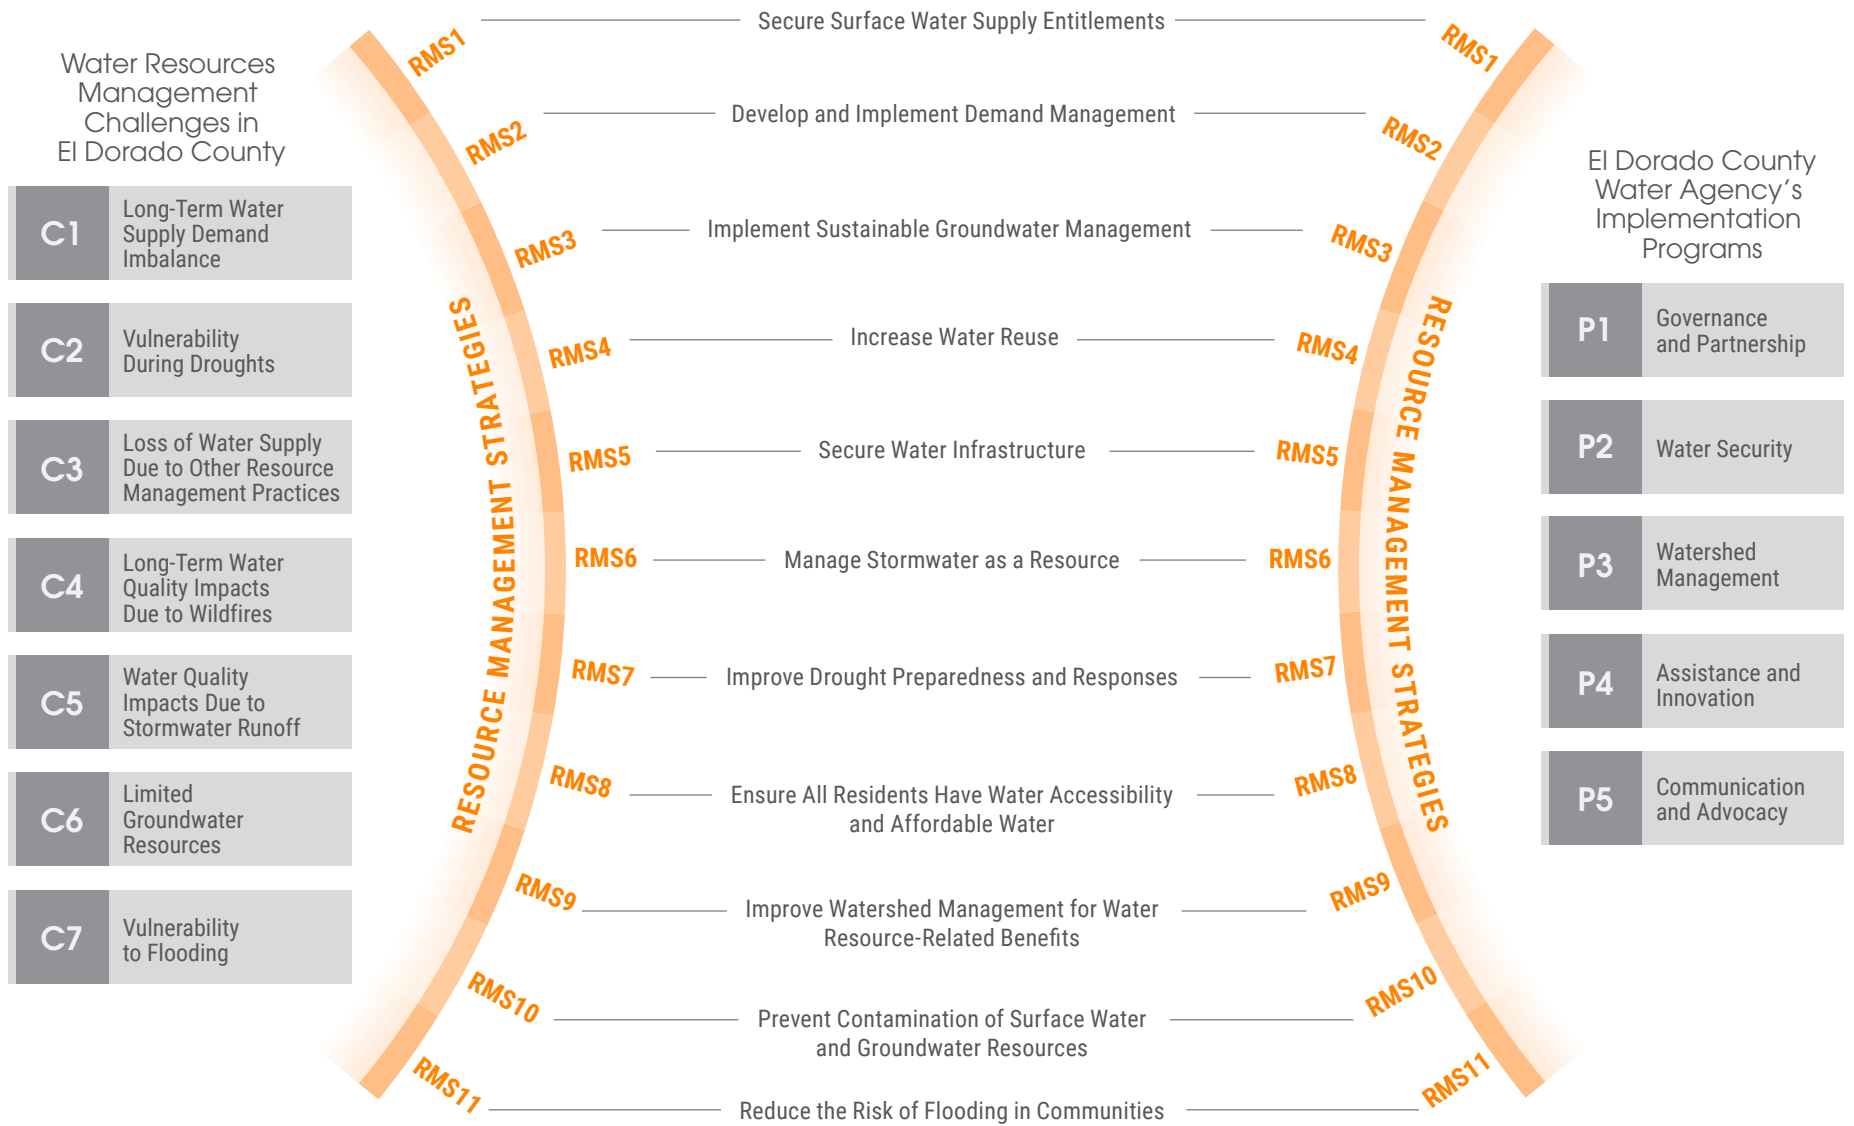 Water Resources
Management
Challenges in
El Dorado County
C1
Long-Term Water
Supply Demand
Imbalance
C2
Vulnerability
During Droughts
C3
Loss of Water Supply
Due to Other Resource
Management Practices
C4
Long-Term Water
Quality Impacts
Due to Wildfires
C5
Water Quality
Impacts Due to
Stormwater Runoff
C6
Limited
Groundwater
Resources
C7
Vulnerability
to Flooding
RESOURCE MANAGEMENT STRATEGIES
RMS1 Secure Surface Water Supply Entitlements RMS1
RMS2 Develop and Implement Demand Management RMS2
RMS3 Implement Sustainable Groundwater Management RMS3
RMS4 Increase Water Reuse RMS4
RMS5 Secure Water Infrastructure RMS5
RMS6 Manage Stormwater as a Resource RMS6
RMS7 Improve Drought Preparedness and Responses RMS7
RMS8 Ensure All Residents Have Water Accessibility RMS8
and Affordable Water
RMS9 Improve Watershed Management for Water RMS9
Resource-Related Benefits
RMS10 Prevent Contamination of Surface Water RMS10
and Groundwater Resources
RMS11 Reduce the Risk of Flooding in Communities RMS11
RESOURCE MANAGEMENT STRATEGIES
El Dorado County
Water Agency's
Implementation
Programs
P1
Governance
and Partnership
P2
Water Security
P3
Watershed
Management
P4
Assistance and
Innovation
P5
Communication
and Advocacy